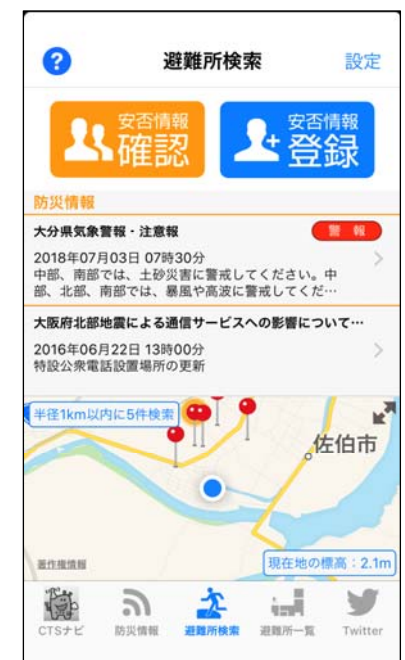 ?
避難所検索
設定
安否情報
確認
安否情報
登録
防災情報
大分県気象警報・注意報
警 報
2018年07月03日 07時30分
中部、南部では、土砂災害に警戒してください。中
部、北部、南部では、暴風や高波に警戒してくだ…
大阪府北部地震による通信サービスへの影響について…
2016年06月22日 13時00分
特設公衆電話設置場所の更新
半径1km以内に5件検索
佐伯市
著作権情報
現在地の標高：2.1m
CTSナビ
防災情報
避難所検索
避難所一覧
Twitter